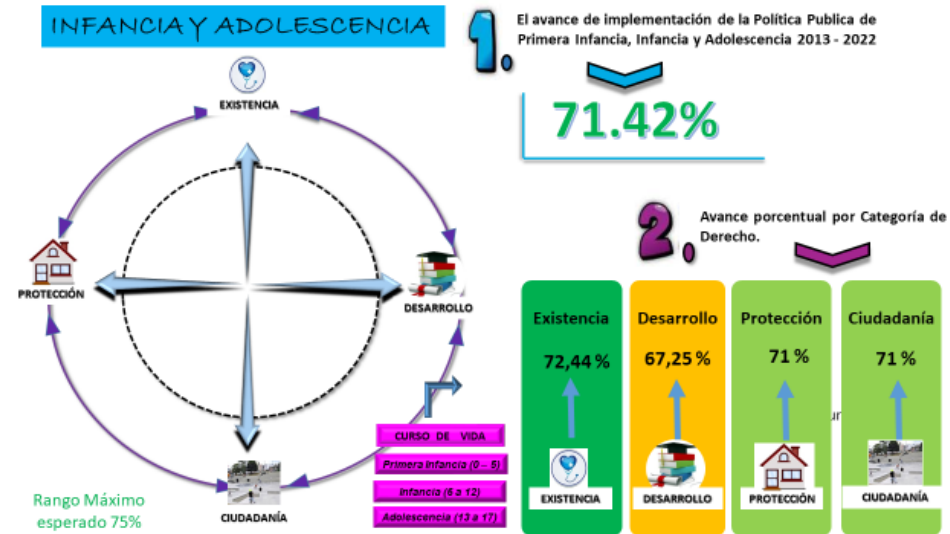 INFANCIA Y ADOLESCENCIA
EXISTENCIA
PROTECCIÓN
DESARROLLO
CIUDADANÍA
CURSO DE VIDA
Primera Infancia (0 – 5)
Infancia (6 a 12)
Adolescencia (13 a 17)
Rango Máximo
esperado 75%
1.
El avance de implementación de la Política Publica de
Primera Infancia, Infancia y Adolescencia 2013 - 2022
71.42%
2.
Avance porcentual por Categoría de
Derecho.
Existencia
72,44 %
EXISTENCIA
Desarrollo
67,25 %
DESARROLLO
Protección
71 %
PROTECCIÓN
Ciudadanía
71 %
CIUDADANÍA